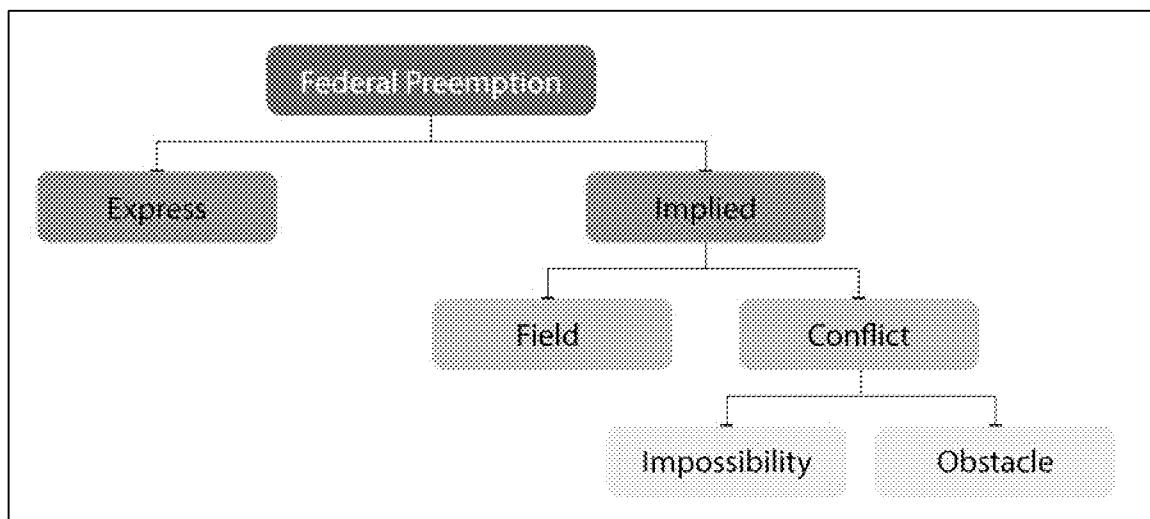 Federal Preemption
Express
Implied
Field
Conflict
Impossibility
Obstacle